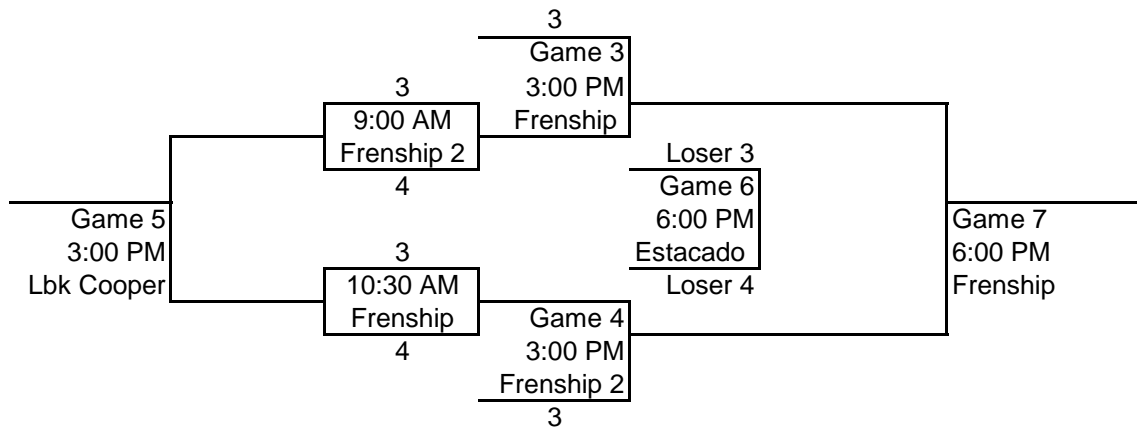 3
Game 3
3:00 PM
Frenship
3
9:00 AM
Frenship 2
4
Loser 3
Game 6
6:00 PM
Estacado
Loser 4
Game 5
3:00 PM
Lbk Cooper
Game 7
6:00 PM
Frenship
3
10:30 AM
Frenship
4
Game 4
3:00 PM
Frenship 2
3